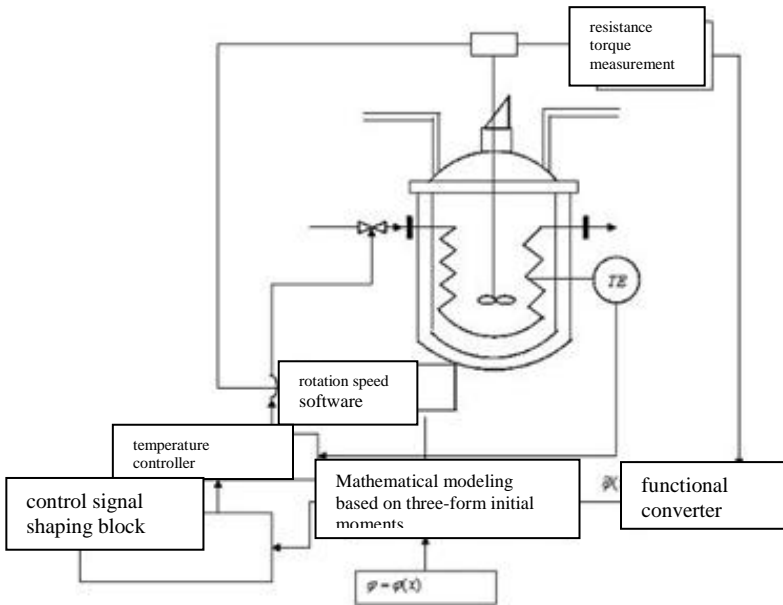 resistance
torque
measurement
TE
rotation speed
software
temperature
controller
control signal
shaping block
Mathematical modeling
based on three-form initial
moments
functional
converter
φ = φ(x)